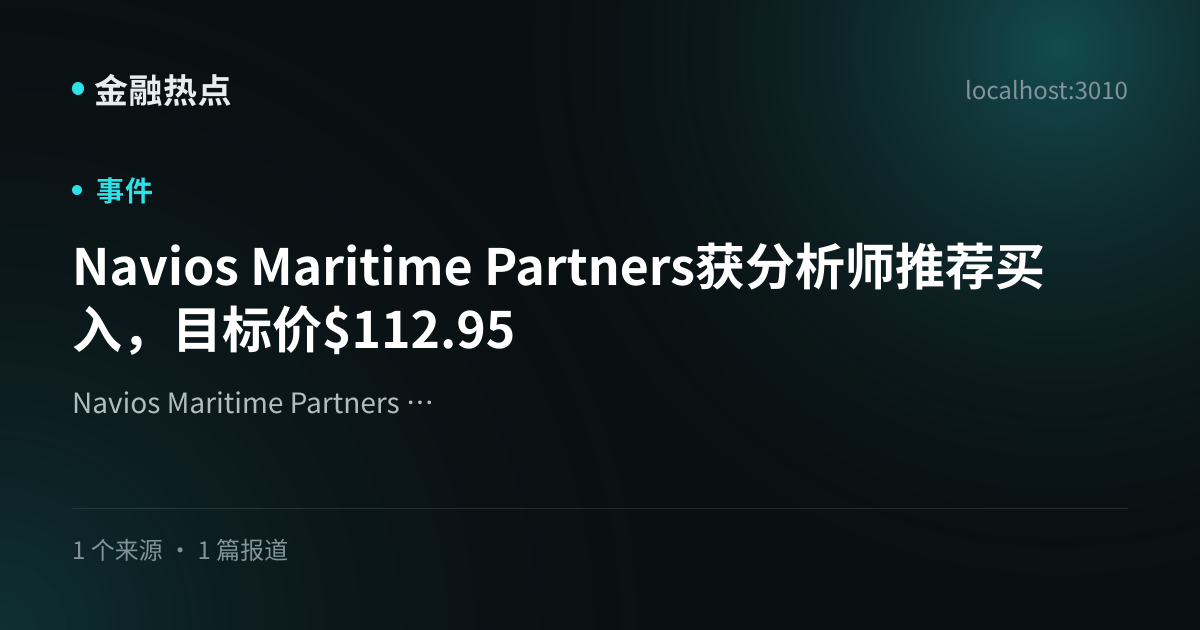 金融热点
localhost:3010
事件
Navios Maritime Partners获分析师推荐买
入，目标价$112.95
Navios Maritime Partners ⋯
1 个来源 · 1 篇报道